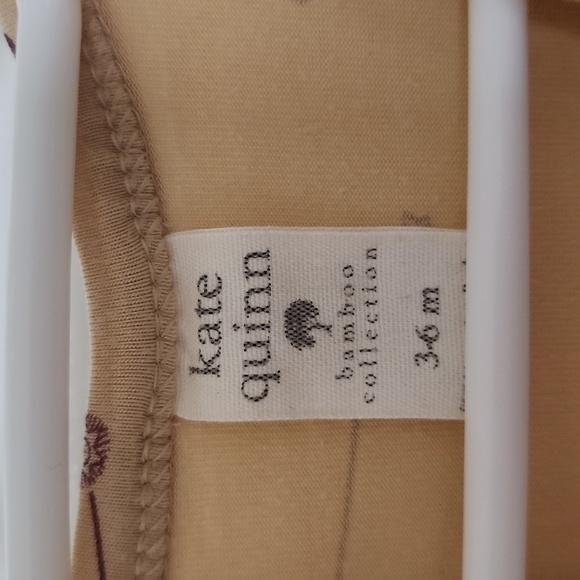 kate
quinn
bamboo
collection
3-6 m